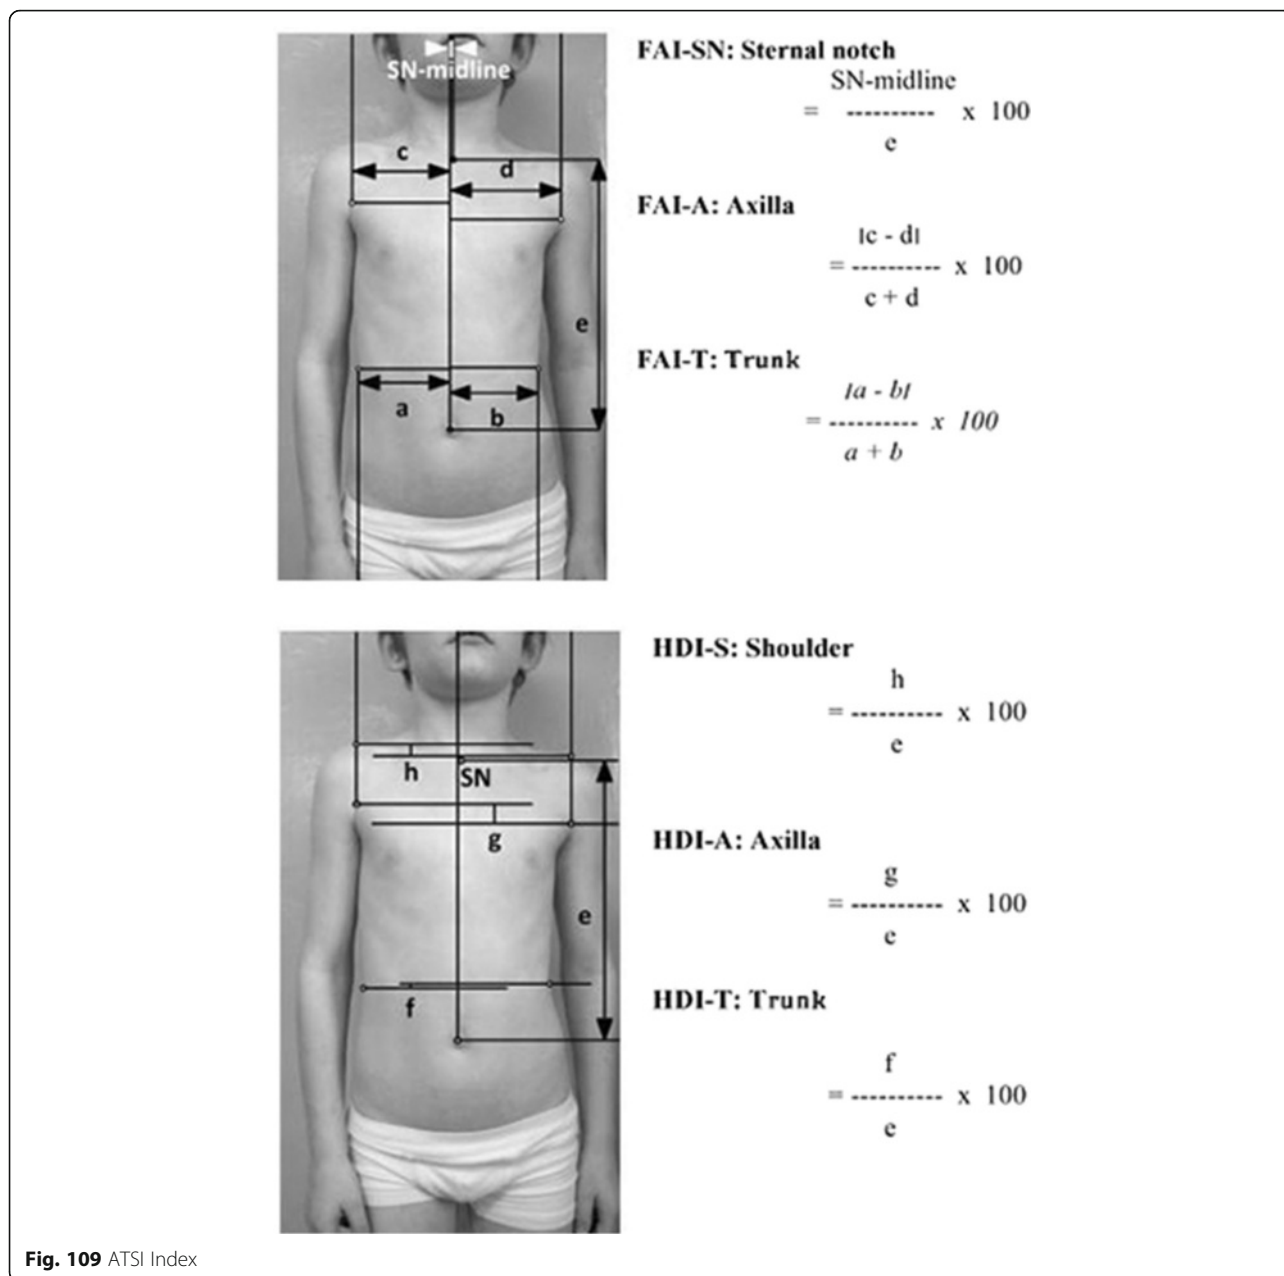 SN-midline
c
d
e
a
b
FAI-SN: Sternal notch
SN-midline
= ---------- x 100
e
FAI-A: Axilla
|c - d|
= ---------- x 100
c + d
FAI-T: Trunk
|a - b|
= ---------- x 100
a + b
h
SN
g
e
f
HDI-S: Shoulder
h
= ---------- x 100
e
HDI-A: Axilla
g
= ---------- x 100
e
HDI-T: Trunk
f
= ---------- x 100
e
Fig. 109 ATSI Index